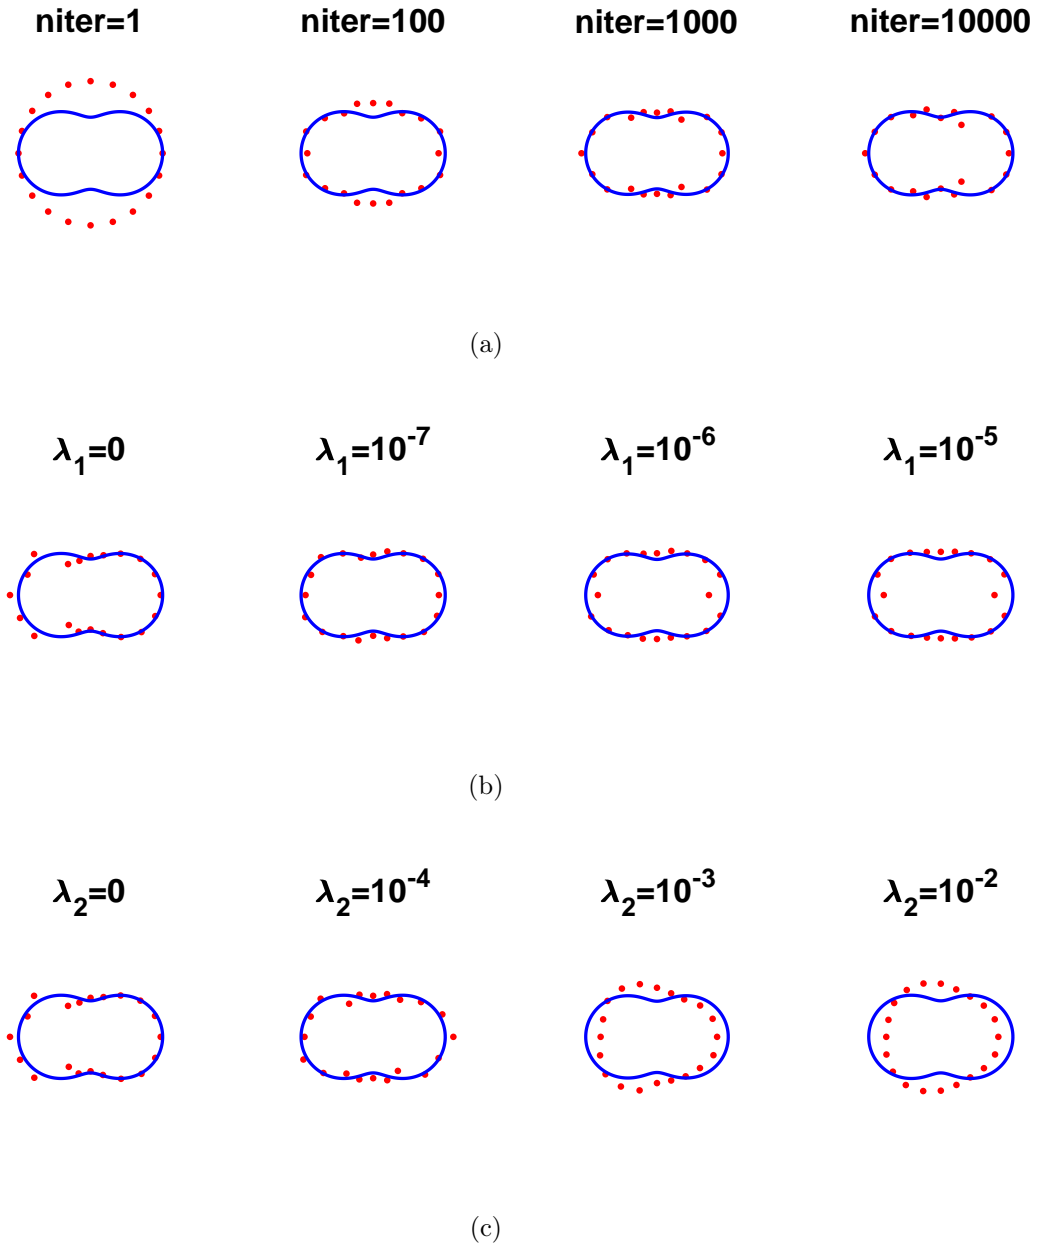 niter=1 niter=100 niter=1000 niter=10000
(a)
λ₁=0 λ₁=10⁻⁷ λ₁=10⁻⁶ λ₁=10⁻⁵
(b)
λ₂=0 λ₂=10⁻⁴ λ₂=10⁻³ λ₂=10⁻²
(c)